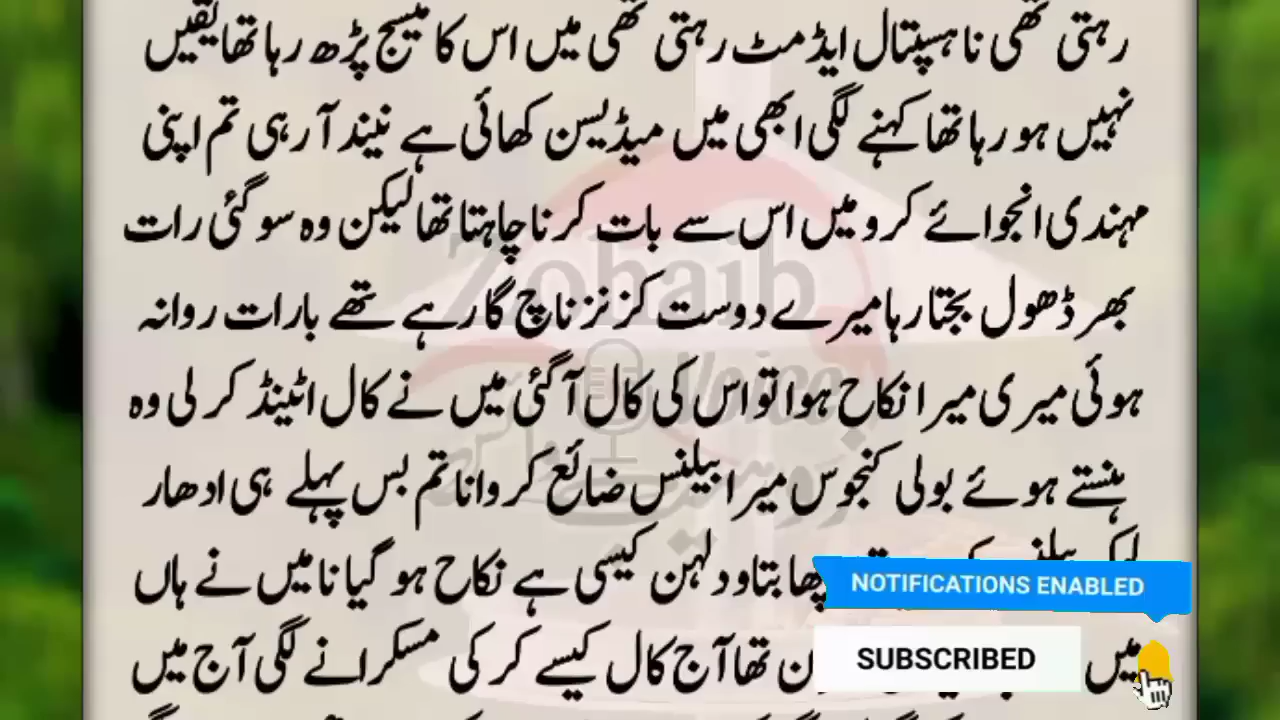 رہتی تھی نا ہسپتال ایڈمٹ رہتی تھی میں اس کا میسج پڑھ رہا تھا یقیں
نہیں ہو رہا تھا کہنے لگی ابھی میں میڈیسن کھائی ہے نیند آ رہی تم اپنی
مہندی انجوائے کرو میں اس سے بات کرنا چاہتا تھا لیکن وہ سو گئی رات
بھر ڈھول بجتا رہا میرے دوست کزنز ناچ گا رہے تھے بارات روانہ
ہوئی میری میرا نکاح ہوا تو اس کی کال آ گئی میں نے کال اٹینڈ کر لی وہ
ہنستے ہوئے بولی کنجوس میرا بیلنس ضائع کروانا تم بس پہلے ہی ادھار
بتاو دلہن کیسی ہے نکاح ہو گیا نا میں نے ہاں
میں تھا آج کال کیسے کر کی مسکرانے لگی آج میں
Zohaib
Voice
NOTIFICATIONS ENABLED
SUBSCRIBED